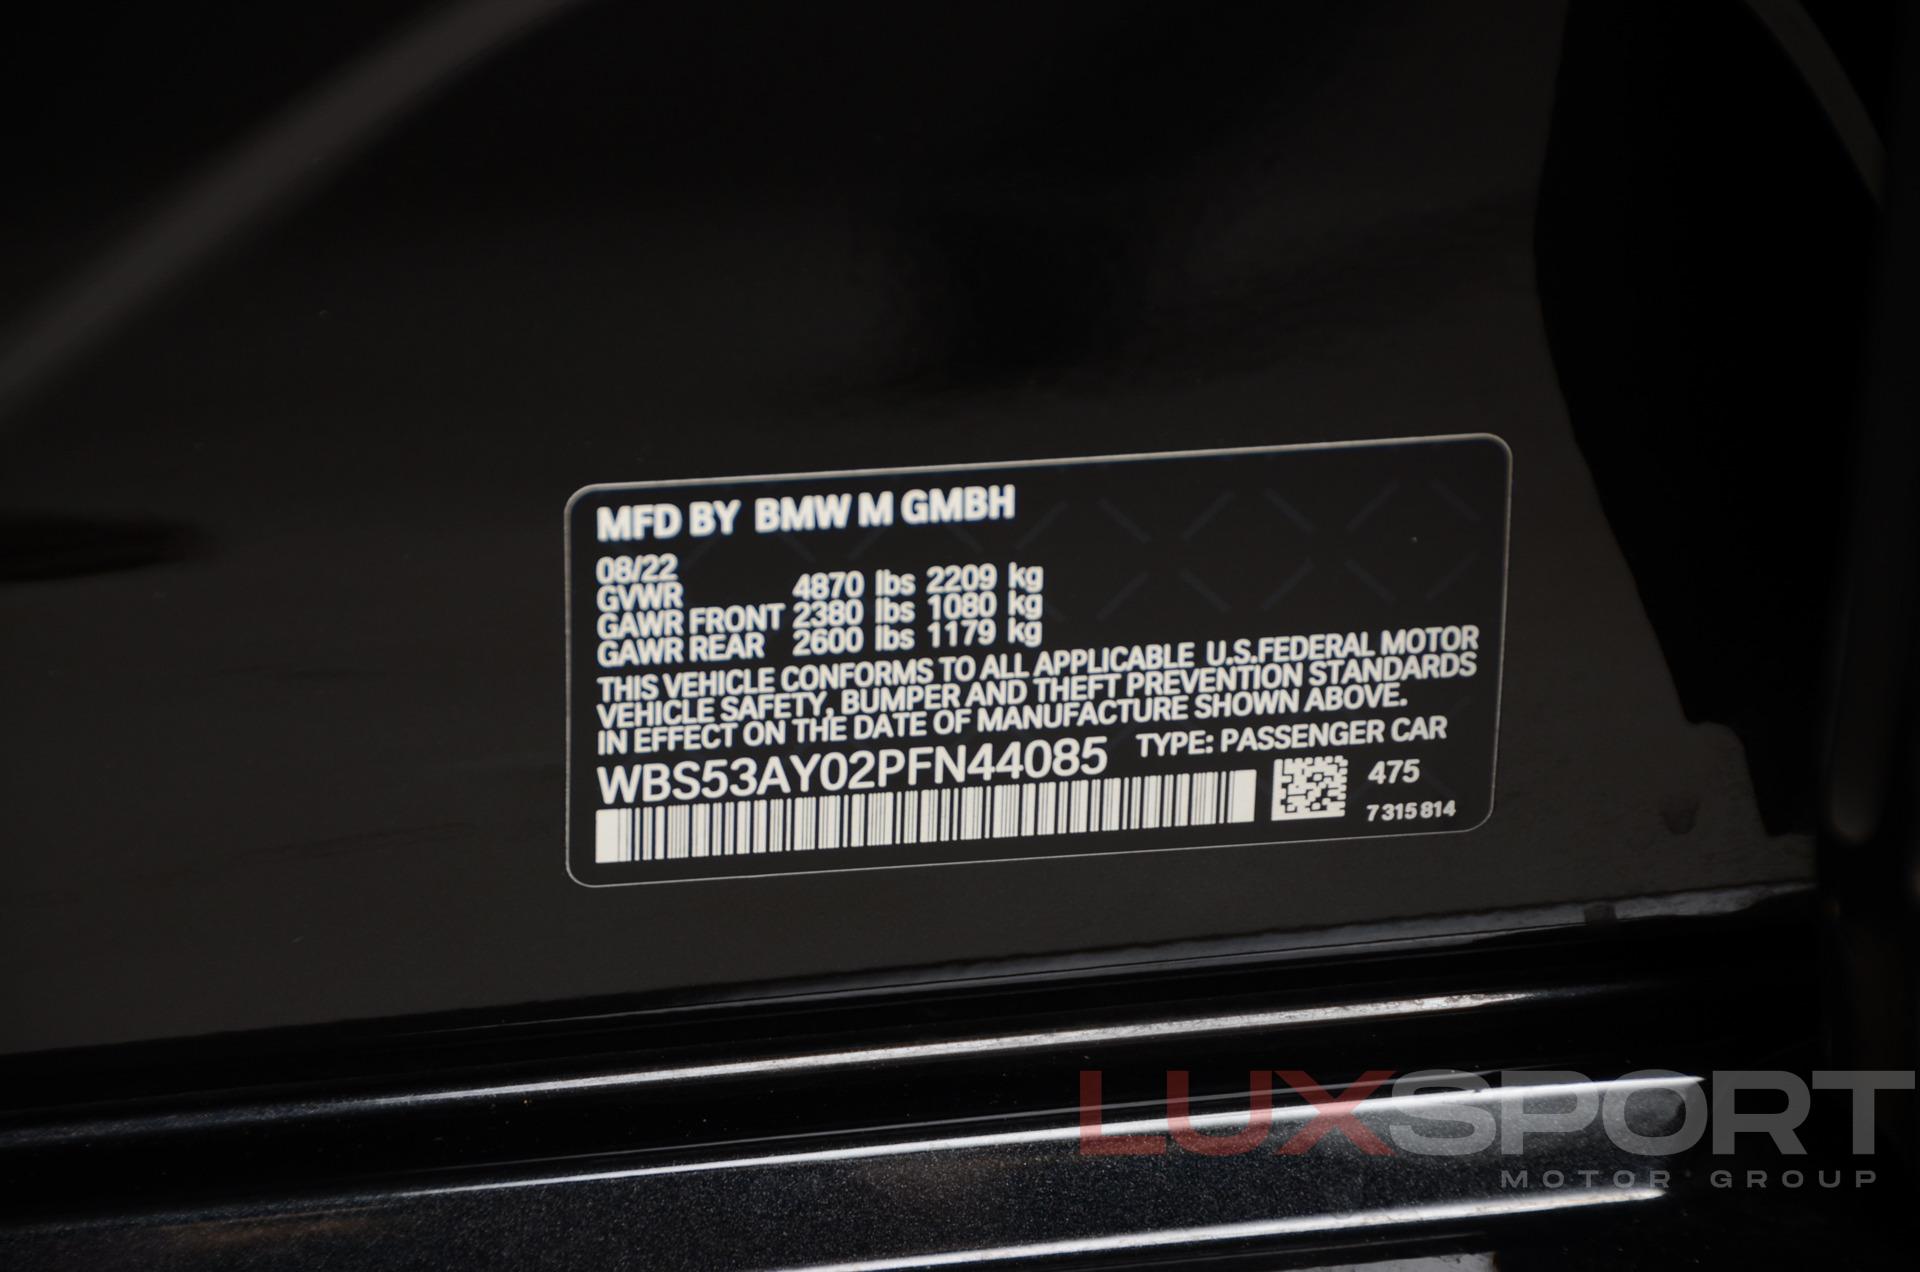 MFD BY BMW M GMBH
08/22
GVWR 4870 lbs 2209 kg
GAWR FRONT 2380 lbs 1080 kg
GAWR REAR 2600 lbs 1179 kg
THIS VEHICLE CONFORMS TO ALL APPLICABLE U.S.FEDERAL MOTOR
VEHICLE SAFETY, BUMPER AND THEFT PREVENTION STANDARDS
IN EFFECT ON THE DATE OF MANUFACTURE SHOWN ABOVE.
WBS53AY02PFN44085 TYPE: PASSENGER CAR
475
7 315 814
LUXSPORT
MOTOR GROUP